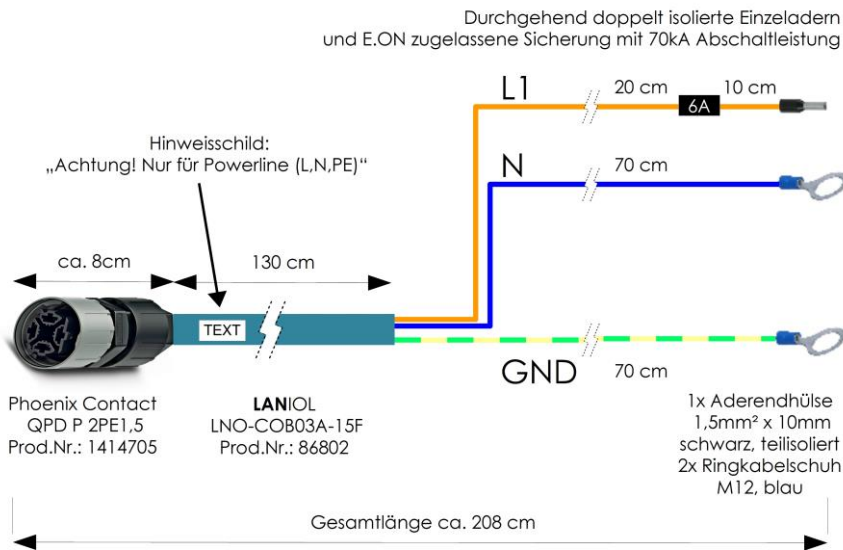 Durchgehend doppelt isolierte Einzeladern
und E.ON zugelassene Sicherung mit 70kA Abschaltleistung
L1
20 cm
6A
10 cm
Hinweisschild:
„Achtung! Nur für Powerline (L,N,PE)“
N
70 cm
ca. 8cm
130 cm
TEXT
GND
70 cm
Phoenix Contact
QPD P 2PE1,5
Prod.Nr.: 1414705
LANIOL
LNO-COB03A-15F
Prod.Nr.: 86802
1x Aderendhülse
1,5mm² x 10mm
schwarz, teilisoliert
2x Ringkabelschuh
M12, blau
Gesamtlänge ca. 208 cm